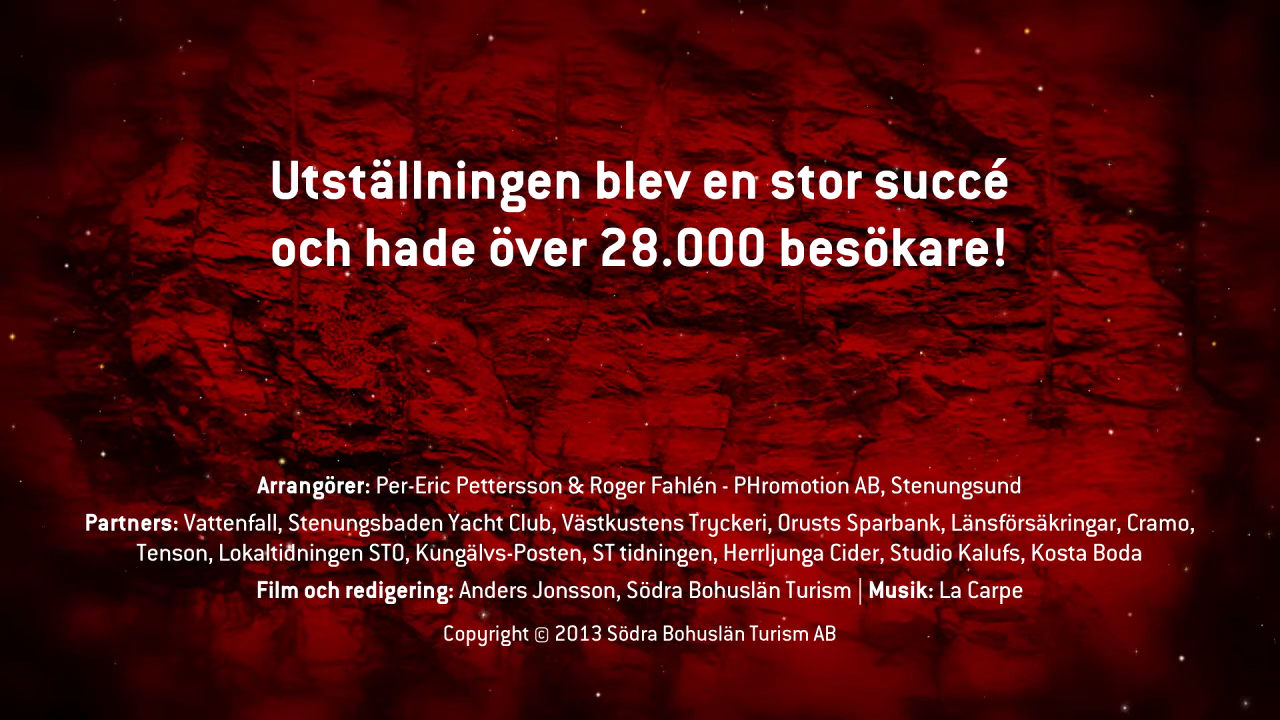 Utställningen blev en stor succé
och hade över 28.000 besökare!
Arrangörer: Per-Eric Pettersson & Roger Fahlén - PHromotion AB, Stenungsund
Partners: Vattenfall, Stenungsbaden Yacht Club, Västkustens Tryckeri, Orusts Sparbank, Länsförsäkringar, Cramo,
Tenson, Lokaltidningen STO, Kungälvs-Posten, ST tidningen, Herrljunga Cider, Studio Kalufs, Kosta Boda
Film och redigering: Anders Jonsson, Södra Bohuslän Turism | Musik: La Carpe
Copyright © 2013 Södra Bohuslän Turism AB